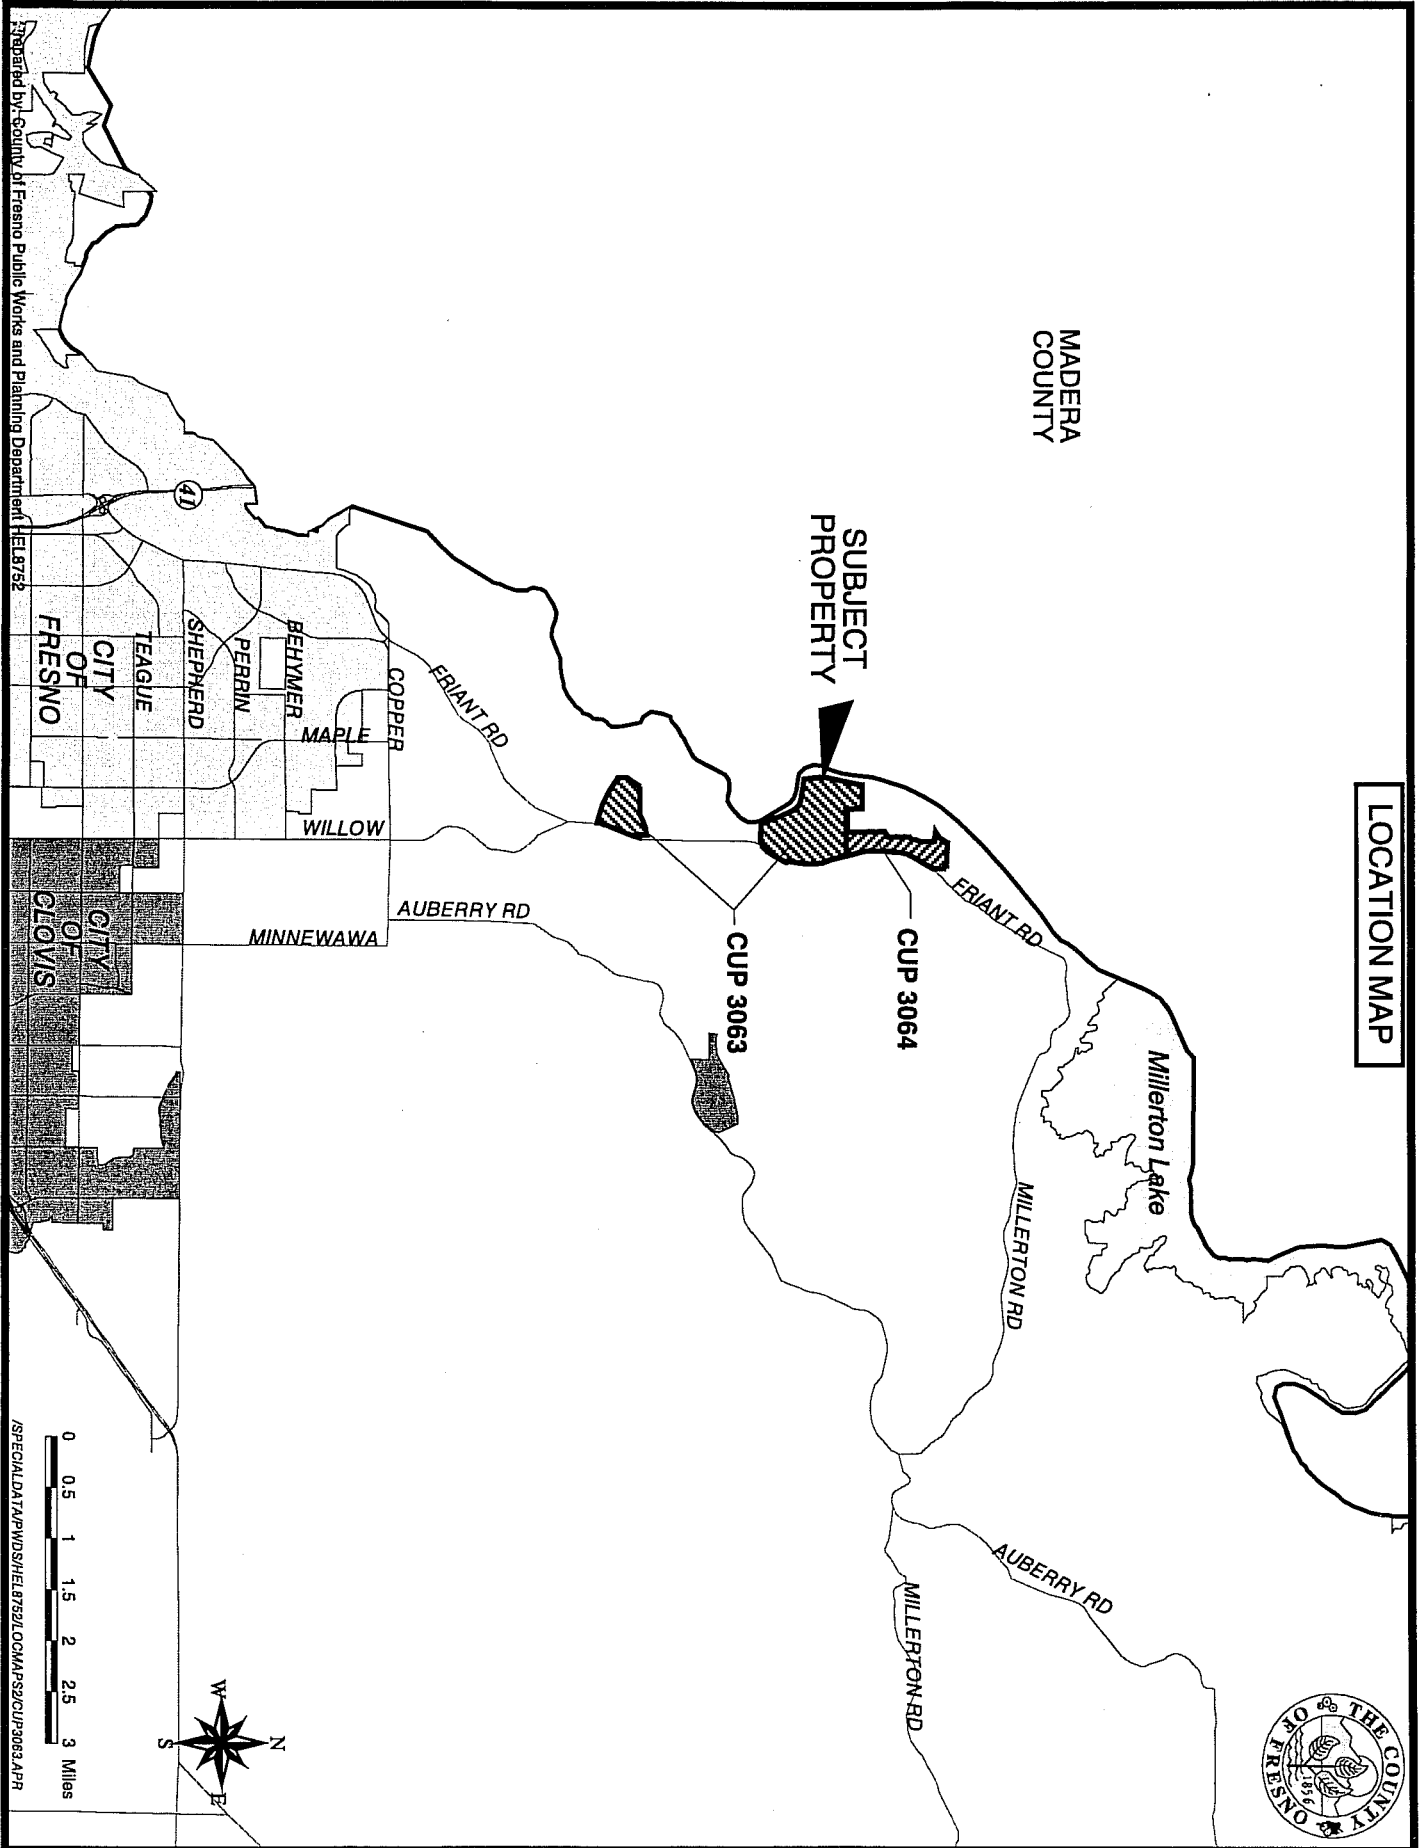 LOCATION MAP
THE COUNTY OF FRESNO
1856
MADERA
COUNTY
SUBJECT
PROPERTY
Millerton Lake
FRIANT RD
CUP 3064
CUP 3063
MILLERTON RD
AUBERRY RD
MILLERTON RD
FRIANT RD
COPPER
MAPLE
WILLOW
AUBERRY RD
MINNEWAWA
BEHYMER
PERRIN
SHEPHERD
TEAGUE
41
CITY
OF
FRESNO
CITY
OF
CLOVIS
N
W
E
S
0 0.5 1 1.5 2 2.5 3 Miles
Prepared by: County of Fresno Public Works and Planning Department HEL8752
/SPECIALDATA/PWDS/HEL8752/LOCMAPS2/CUP3063.APR